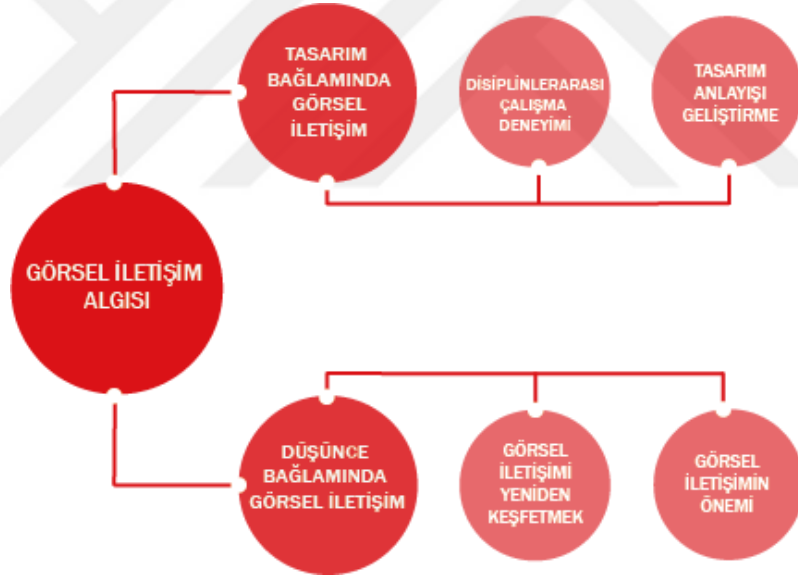 TASARIM
BAĞLAMINDA
GÖRSEL
İLETİŞİM
DİSİPLİNLERARASI
ÇALIŞMA
DENEYİMİ
TASARIM
ANLAYIŞI
GELİŞTİRME
GÖRSEL İLETİŞİM
ALGISI
DÜŞÜNCE
BAĞLAMINDA
GÖRSEL İLETİŞİM
GÖRSEL
İLETİŞİMİ
YENİDEN
KEŞFETMEK
GÖRSEL
İLETİŞİMİN
ÖNEMİ